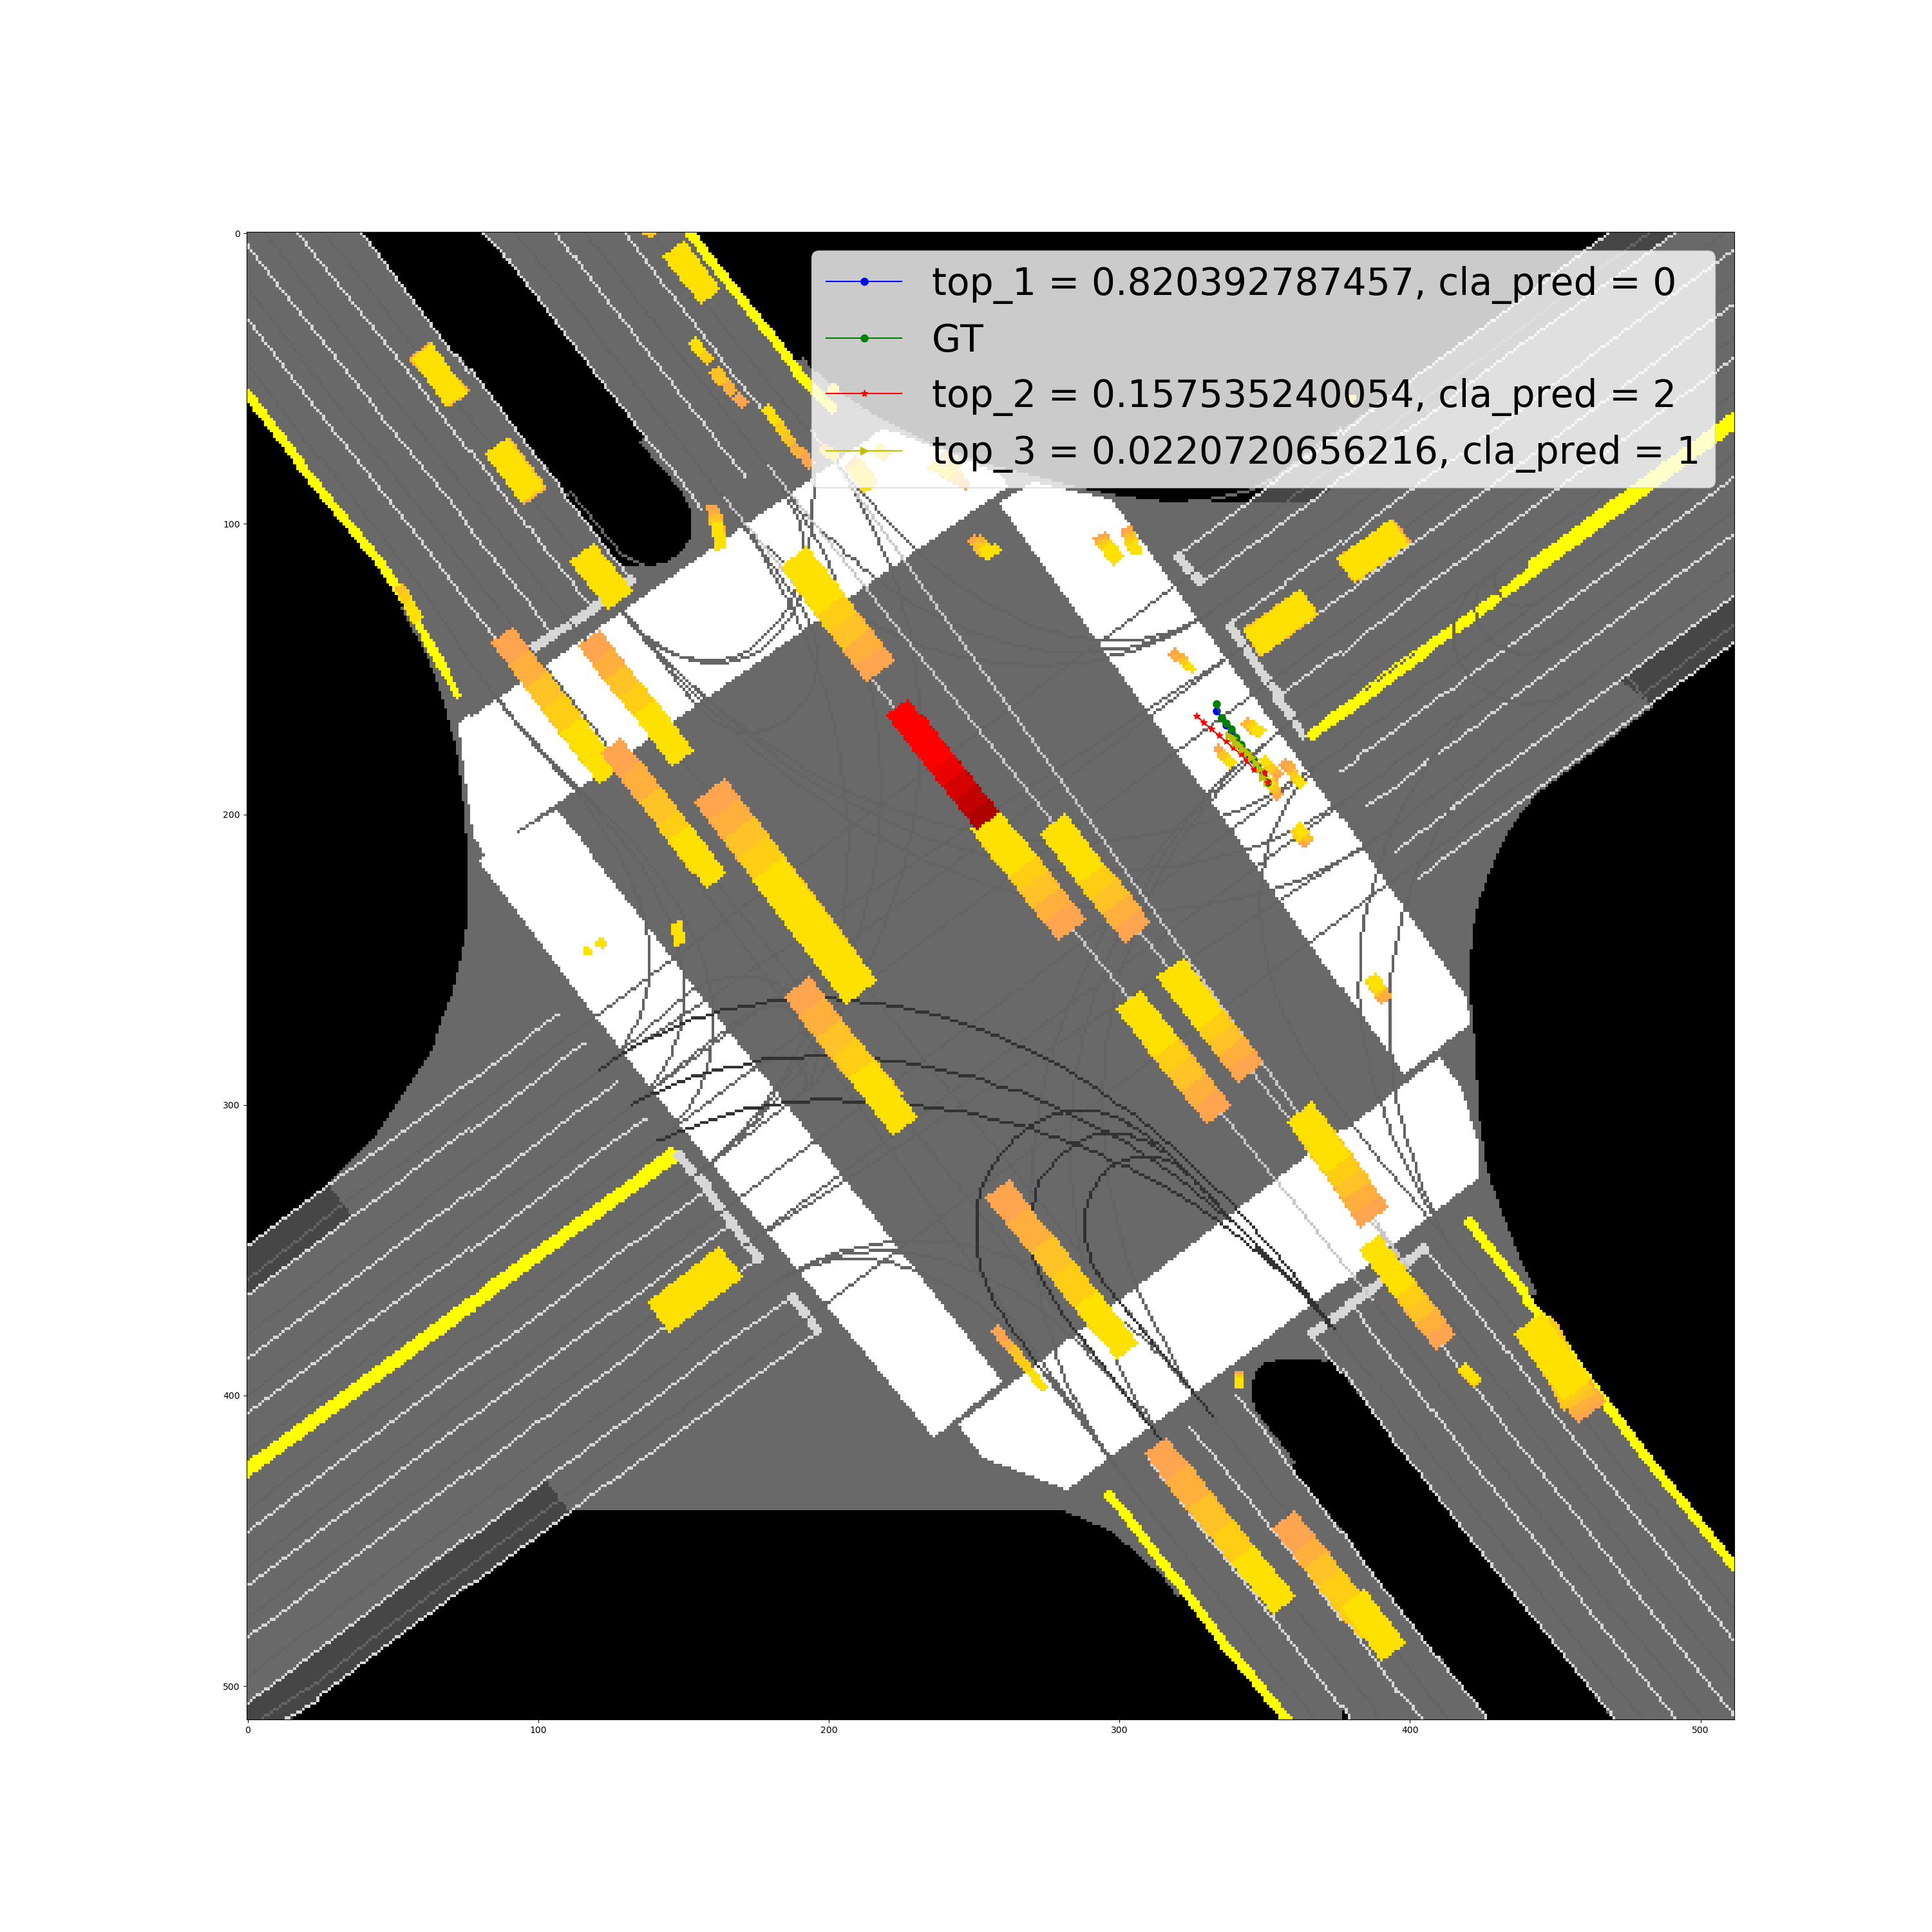 top_1 = 0.820392787457, cla_pred = 0
GT
top_2 = 0.157535240054, cla_pred = 2
top_3 = 0.0220720656216, cla_pred = 1
0
100
200
300
400
500
0 100 200 300 400 500